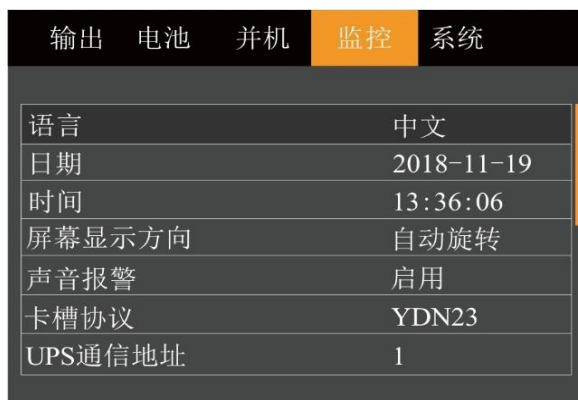 输出 电池 并机 监控 系统
语言 中文
日期 2018-11-19
时间 13:36:06
屏幕显示方向 自动旋转
声音报警 启用
卡槽协议 YDN23
UPS通信地址 1